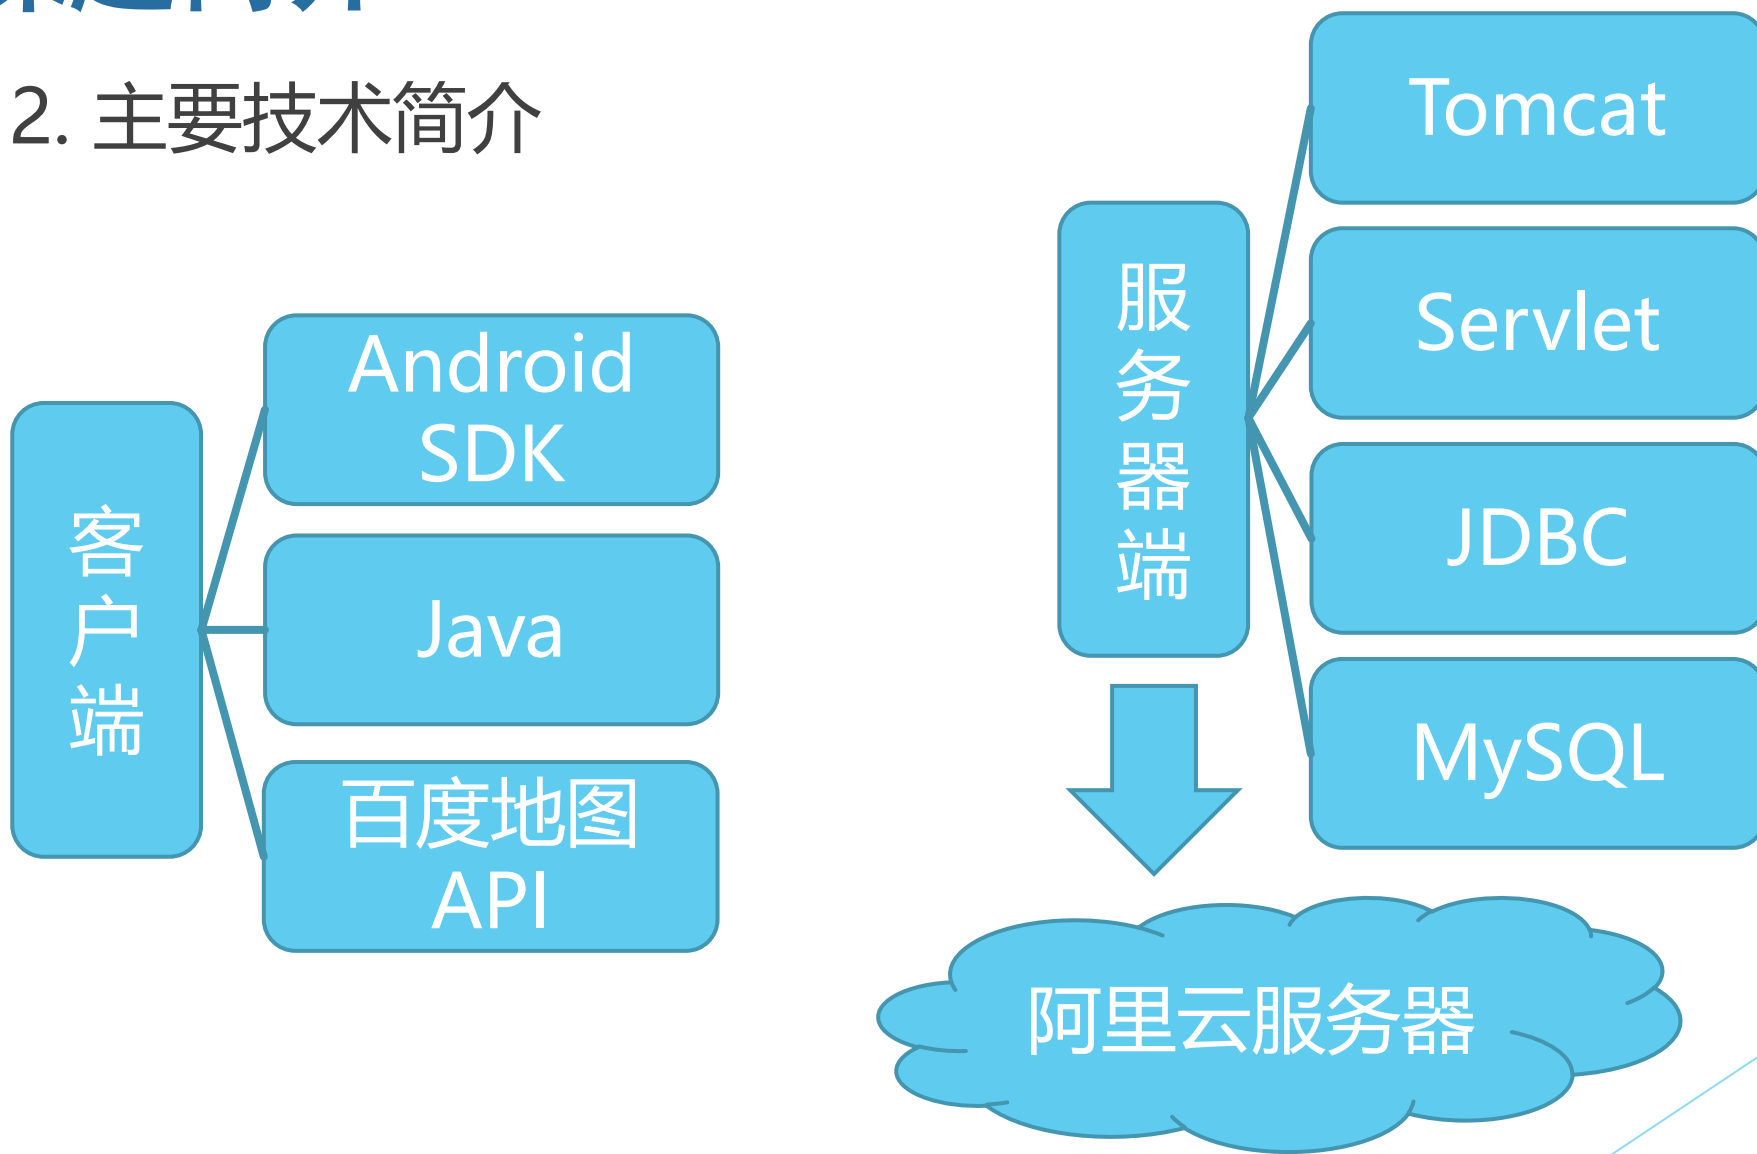 2. 主要技术简介
客户端
Android
SDK
Java
百度地图
API
服务器端
Tomcat
Servlet
JDBC
MySQL
阿里云服务器